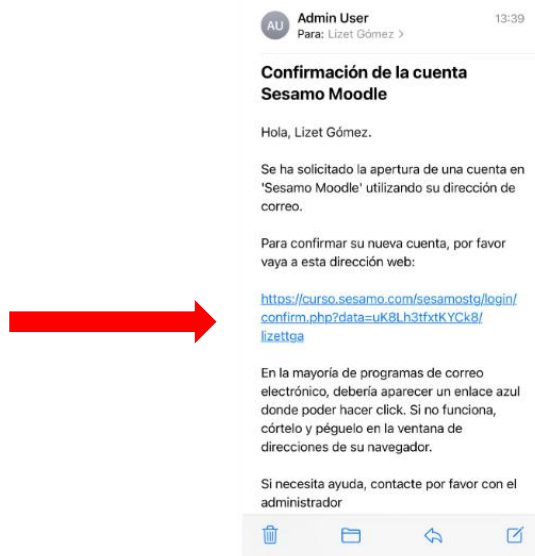 AU
Admin User
13:39
Para: Lizet Gómez >
Confirmación de la cuenta
Sesamo Moodle
Hola, Lizet Gómez.
Se ha solicitado la apertura de una cuenta en
'Sesamo Moodle' utilizando su dirección de
correo.
Para confirmar su nueva cuenta, por favor
vaya a esta dirección web:
https://curso.sesamo.com/sesamostg/login/
confirm.php?data=uK8Lh3tfxtKYCk8/
lizettga
En la mayoría de programas de correo
electrónico, debería aparecer un enlace azul
donde poder hacer click. Si no funciona,
córtelo y péguelo en la ventana de
direcciones de su navegador.
Si necesita ayuda, contacte por favor con el
administrador